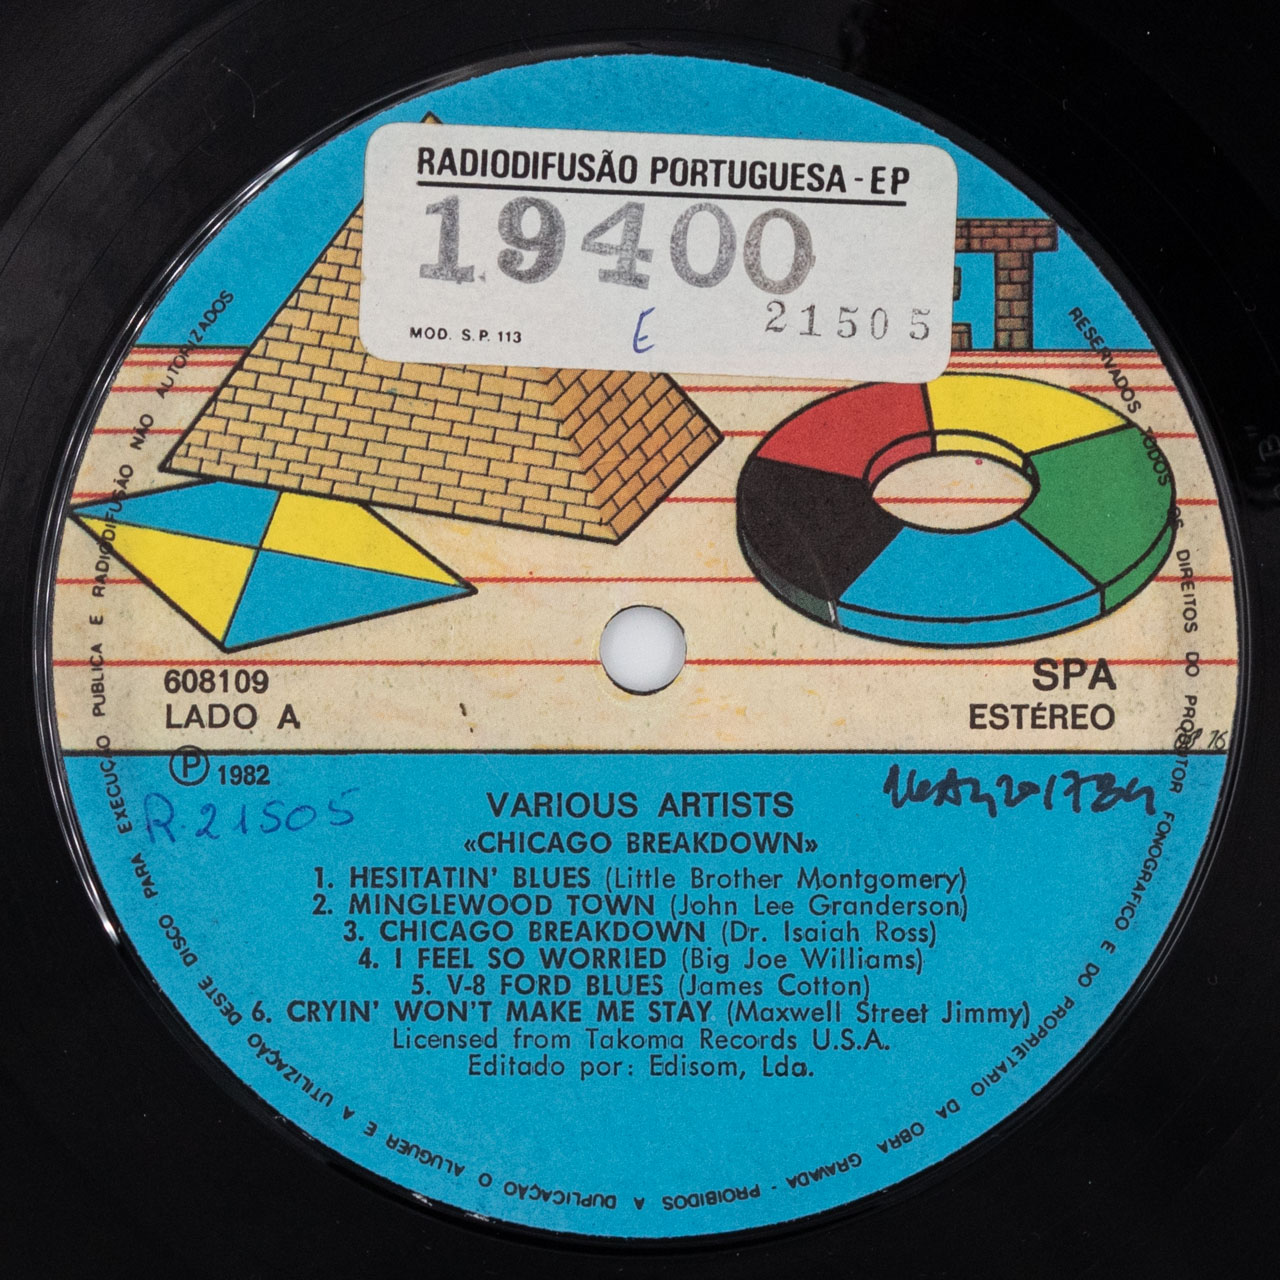 RADIODIFUSÃO PORTUGUESA - EP
19400
MOD. S.P. 113
E
21505
ET
608109
LADO A
SPA
ESTÉREO
℗ 1982
R.21505
VARIOUS ARTISTS
«CHICAGO BREAKDOWN»
1. HESITATIN' BLUES (Little Brother Montgomery)
2. MINGLEWOOD TOWN (John Lee Granderson)
3. CHICAGO BREAKDOWN (Dr. Isaiah Ross)
4. I FEEL SO WORRIED (Big Joe Williams)
5. V-8 FORD BLUES (James Cotton)
6. CRYIN' WON'T MAKE ME STAY (Maxwell Street Jimmy)
Licensed from Takoma Records U.S.A.
Editado por: Edisom, Lda.
RESERVADOS TODOS OS DIREITOS DO PRODUTOR FONOGRAFICO E DO PROPRIETARIO DA OBRA GRAVADA - PROIBIDOS A DUPLICAÇÃO O ALUGUER E A UTILIZAÇÃO DESTE DISCO PARA EXECUÇÃO PUBLICA E RADIODIFUSÃO NÃO AUTORIZADOS